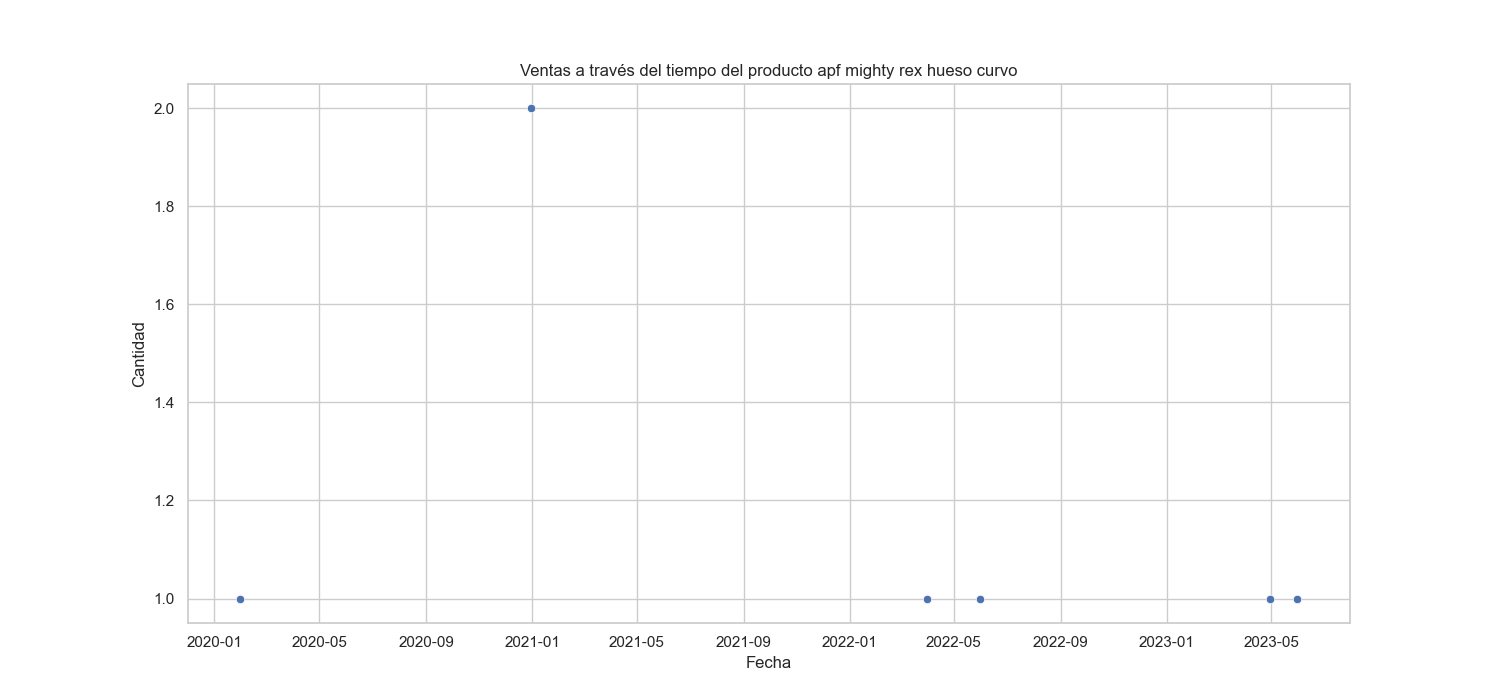 Ventas a través del tiempo del producto apf mighty rex hueso curvo
2.0
1.8
1.6
1.4
1.2
1.0
Cantidad
2020-01 2020-05 2020-09 2021-01 2021-05 2021-09 2022-01 2022-05 2022-09 2023-01 2023-05
Fecha